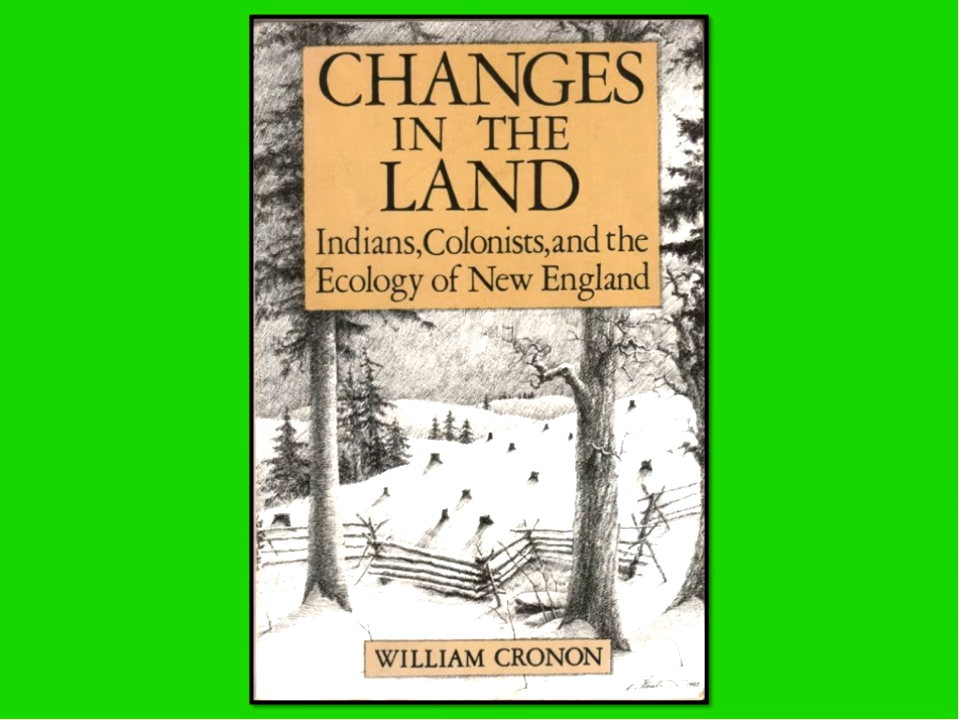 CHANGES
IN THE
LAND
Indians, Colonists, and the
Ecology of New England
WILLIAM CRONON